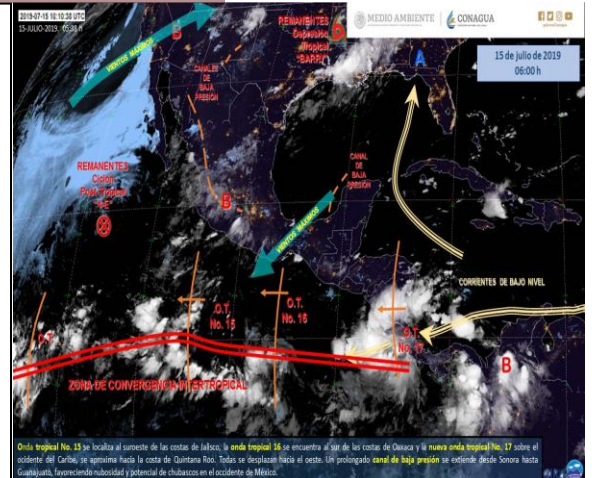 2019-07-15 10:10:38 UTC
15-JULIO-2019. 05:38 h
MEDIO AMBIENTE
CONAGUA
15 de julio de 2019
06:00 h
VIENTOS MÁXIMOS
B
REMANENTES
Depresión
Tropical
"BARRY"
A
CANALES
DE
BAJA
PRESIÓN
REMANENTES
Ciclón
Post-Tropical
CANAL
DE
BAJA
PRESIÓN
B
VIENTOS MÁXIMOS
CORRIENTES DE BAJO NIVEL
O.T.
O.T.
No. 15
O.T.
No. 16
O.T.
No. 17
B
ZONA DE CONVERGENCIA INTERTROPICAL
Onda tropical No. 15 se localiza al suroeste de las costas de Jalisco, la onda tropical 16 se encuentra al sur de las costas de Oaxaca y la nueva onda tropical No. 17 sobre el
occidente del Caribe, se aproxima hacia la costa de Quintana Roo. Todas se desplazan hacia el oeste. Un prolongado canal de baja presión se extiende desde Sonora hasta
Guanajuato, favoreciendo nubosidad y potencial de chubascos en el occidente de México.